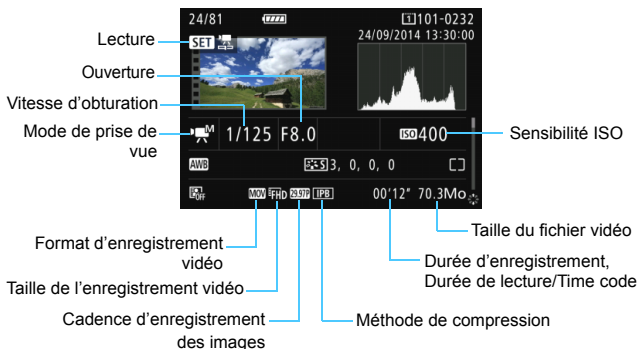 24/81
101-0232
24/09/2014 13:30:00
Lecture
SET
Ouverture
Vitesse d'obturation
Mode de prise de
vue
M
1/125
F8.0
ISO 400
Sensibilité ISO
AWB
S 3, 0, 0, 0
OFF
MOV
FHD
29.97P
IPB
00'12"
70.3Mo
Taille du fichier vidéo
Format d'enregistrement
vidéo
Durée d'enregistrement,
Durée de lecture/Time code
Taille de l'enregistrement vidéo
Cadence d'enregistrement
des images
Méthode de compression